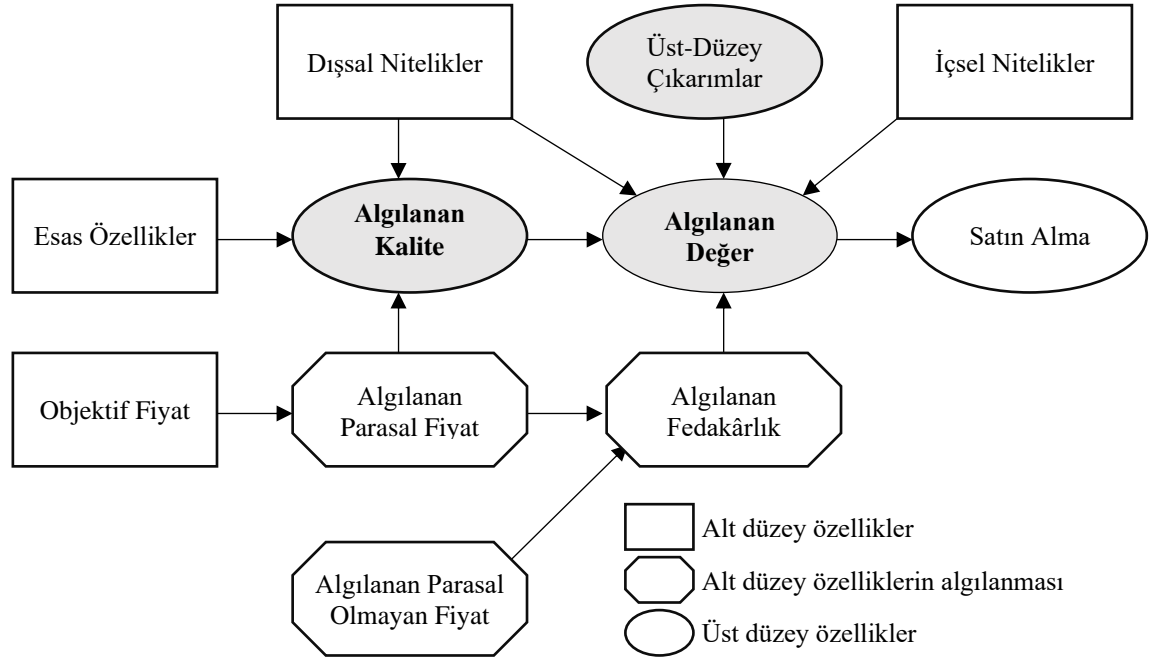 Dışsal Nitelikler
Üst-Düzey
Çıkarımlar
İçsel Nitelikler
Esas Özellikler
Algılanan
Kalite
Algılanan
Değer
Satın Alma
Objektif Fiyat
Algılanan
Parasal Fiyat
Algılanan
Fedakârlık
Algılanan Parasal
Olmayan Fiyat
Alt düzey özellikler
Alt düzey özelliklerin algılanması
Üst düzey özellikler